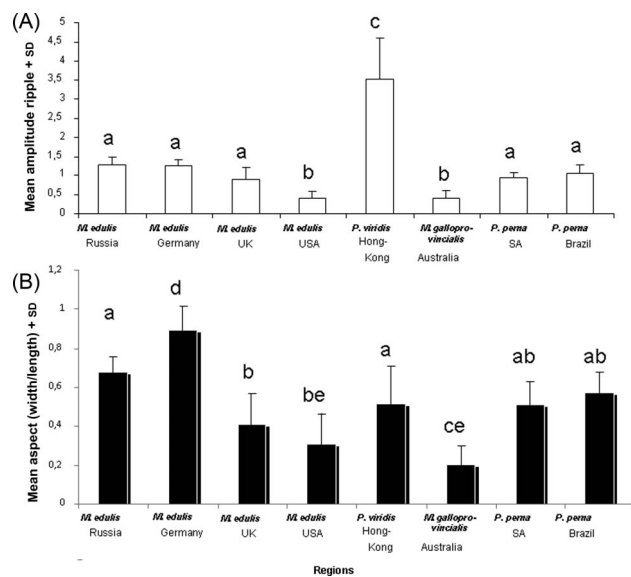 (A)
Mean amplitude ripple + SD
5
4,5
4
3,5
3
2,5
2
1,5
1
0,5
0
a a a b c b a a
M. edulis M. edulis M. edulis M. edulis P. viridis M. gallopro- P. perna P. perna
Russia Germany UK USA Hong- vincialis SA Brazil
Kong Australia
(B)
Mean aspect (width/length) + SD
1,2
1
0,8
0,6
0,4
0,2
0
a d b be a ce ab ab
M. edulis M. edulis M. edulis M. edulis P. viridis M. gallopro- P. perna P. perna
Russia Germany UK USA Hong- vincialis SA Brazil
Kong Australia
Regions